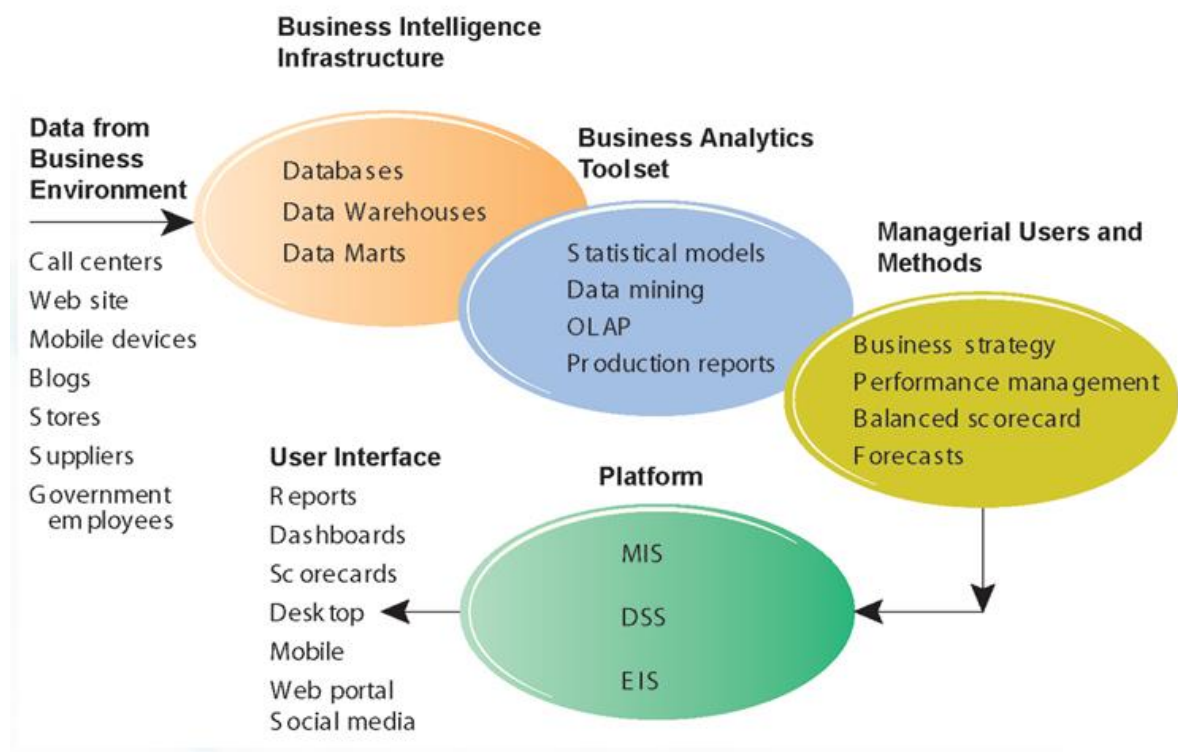 Business Intelligence
Infrastructure
Data from
Business
Environment
Call centers
Web site
Mobile devices
Blogs
Stores
Suppliers
Government
employees
Databases
Data Warehouses
Data Marts
Business Analytics
Toolset
Statistical models
Data mining
OLAP
Production reports
Managerial Users and
Methods
Business strategy
Performance management
Balanced scorecard
Forecasts
Platform
MIS
DSS
EIS
User Interface
Reports
Dashboards
Scorecards
Desktop
Mobile
Web portal
Social media